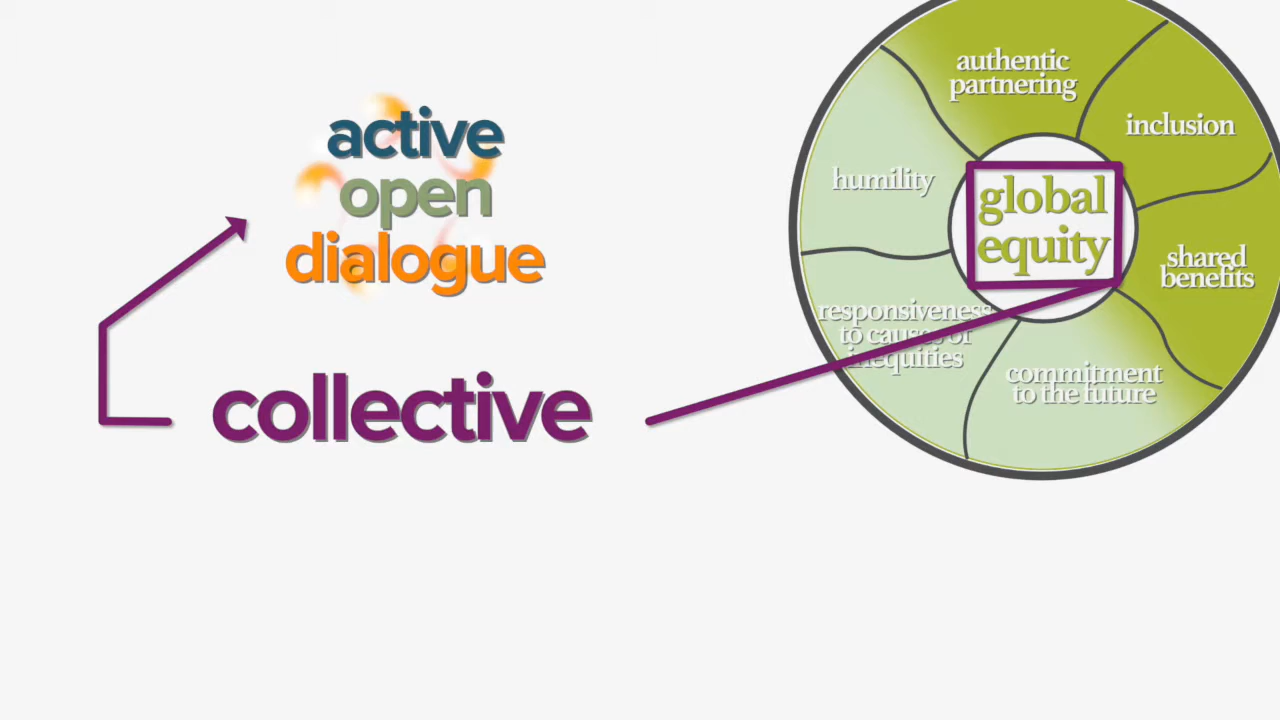 active
open
dialogue
collective
authentic
partnering
inclusion
humility
global
equity
shared
benefits
responsiveness
to causes of
inequities
commitment
to the future